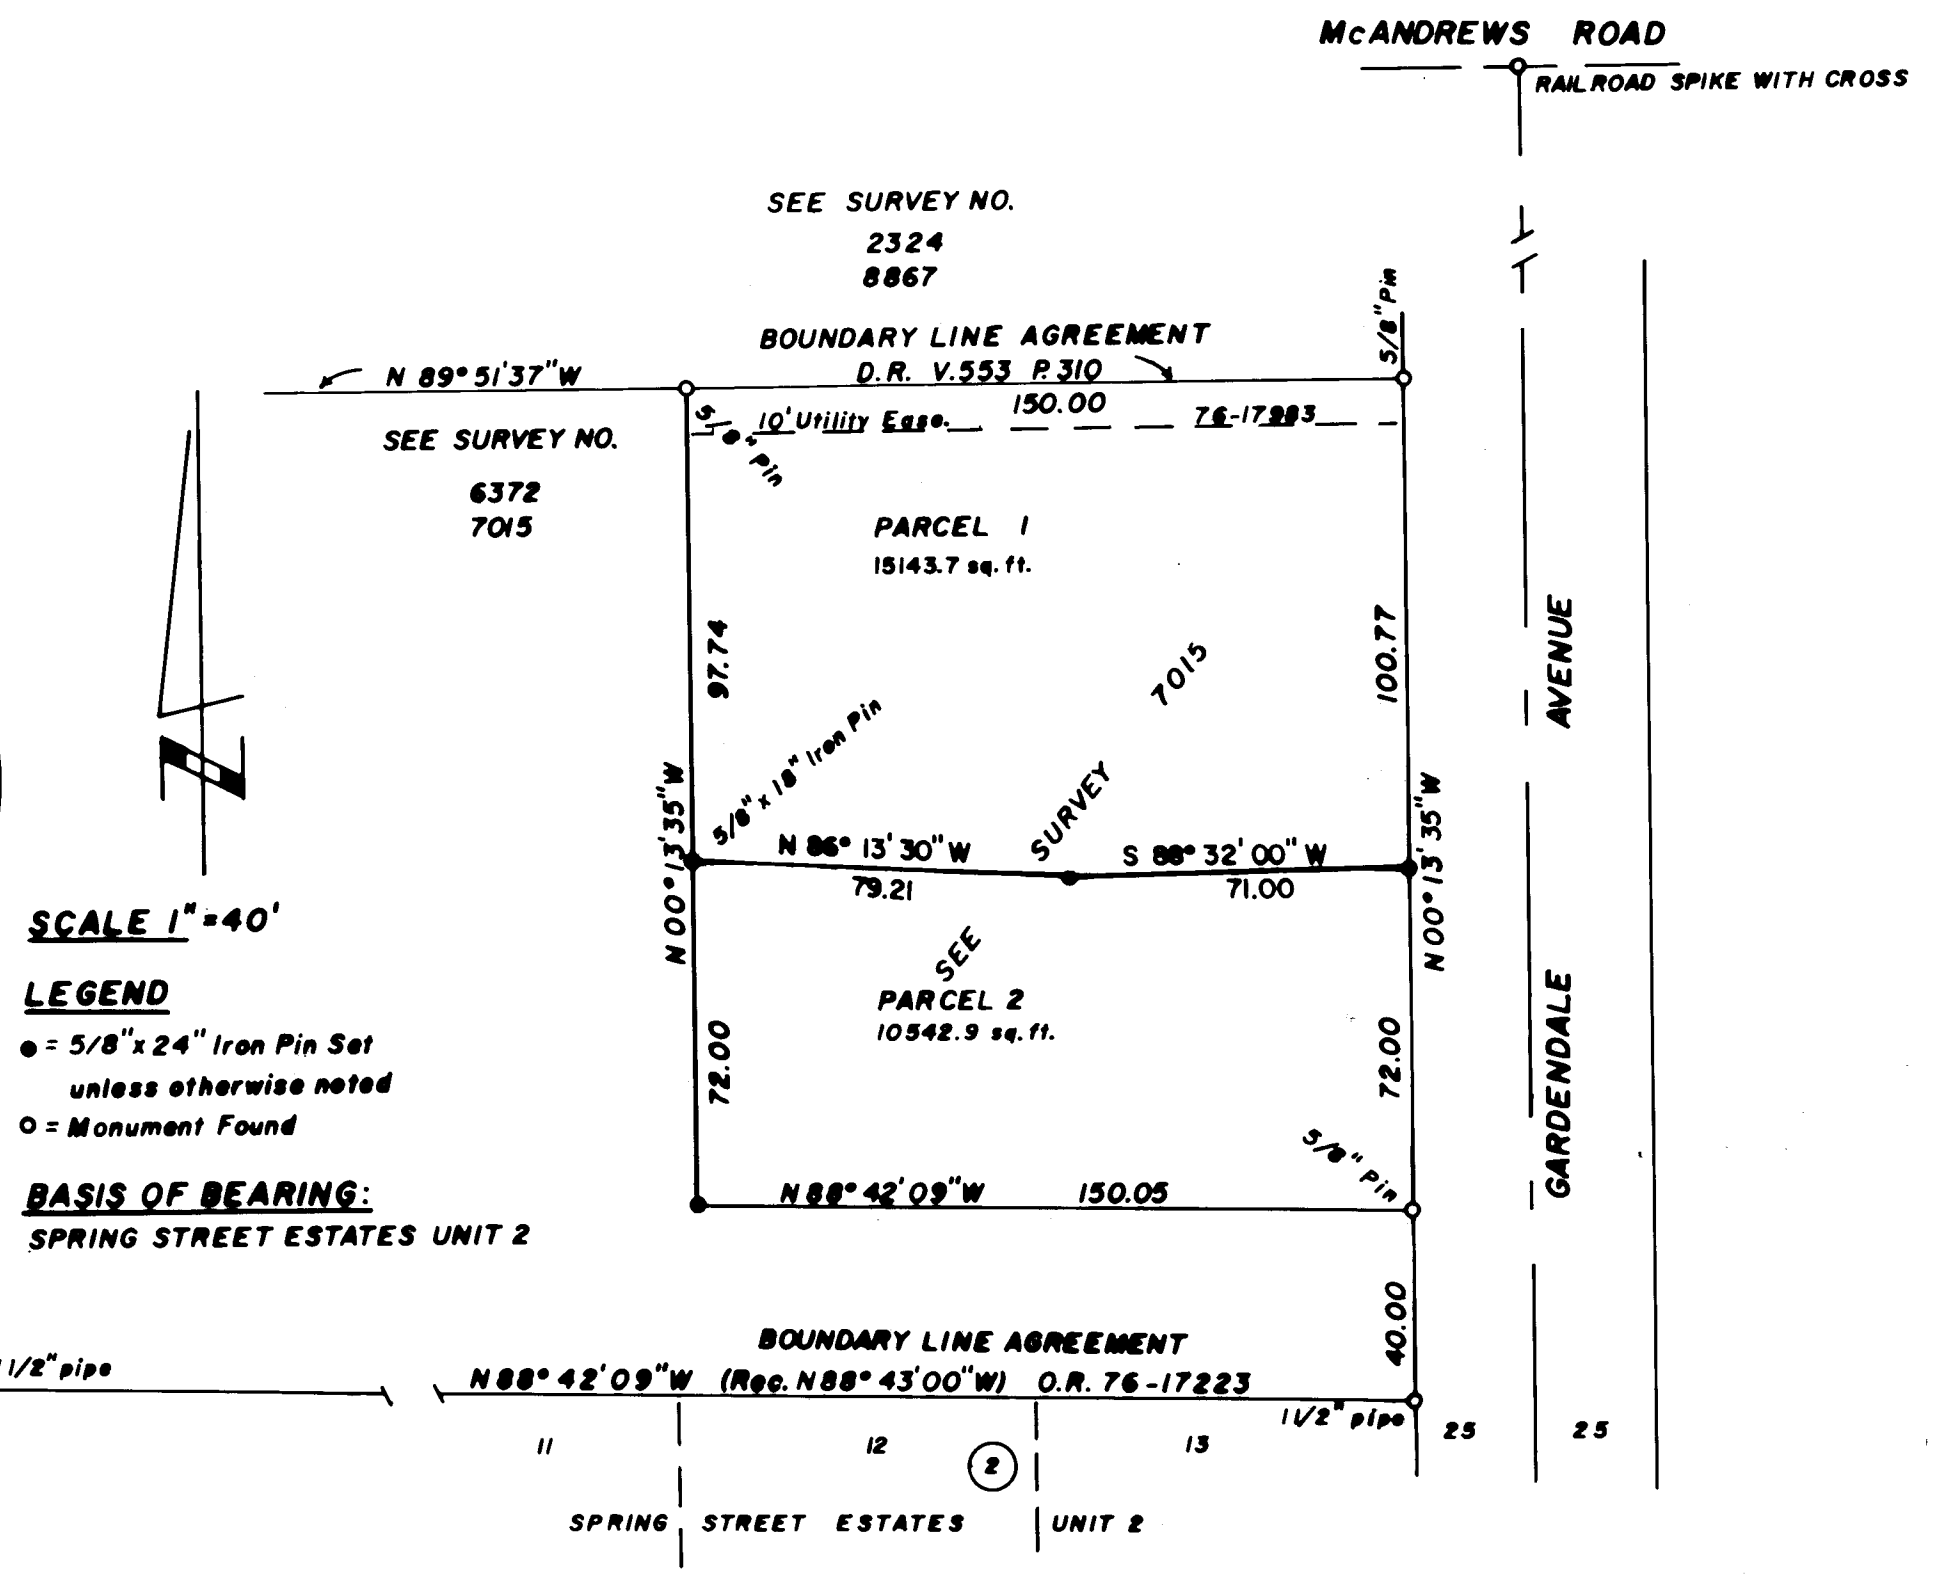 McANDREWS ROAD
RAILROAD SPIKE WITH CROSS
SEE SURVEY NO.
2324
8867
5/8" Pin
BOUNDARY LINE AGREEMENT
D.R. V.553 P.310
N 89° 51' 37" W
150.00
10' Utility Ease.
76-17983
5/8" Pin
SEE SURVEY NO.
6372
7015
PARCEL 1
15143.7 sq. ft.
97.74
100.77
5/8" x 18" Iron Pin
SEE SURVEY 7015
N 00° 13' 35" W
N 00° 13' 35" W
N 86° 13' 30" W
79.21
S 88° 32' 00" W
71.00
AVENUE
GARDENDALE
N
SCALE 1" = 40'
LEGEND
= 5/8" x 24" Iron Pin Set
unless otherwise noted
= Monument Found
BASIS OF BEARING:
SPRING STREET ESTATES UNIT 2
PARCEL 2
10542.9 sq. ft.
72.00
72.00
5/8" Pin
N 88° 42' 09" W 150.05
40.00
BOUNDARY LINE AGREEMENT
N 88° 42' 09" W (Rec. N 88° 43' 00" W) O.R. 76-17223
1/2" pipe
1 1/2" pipe
25 25
11 12 13
2
SPRING STREET ESTATES UNIT 2